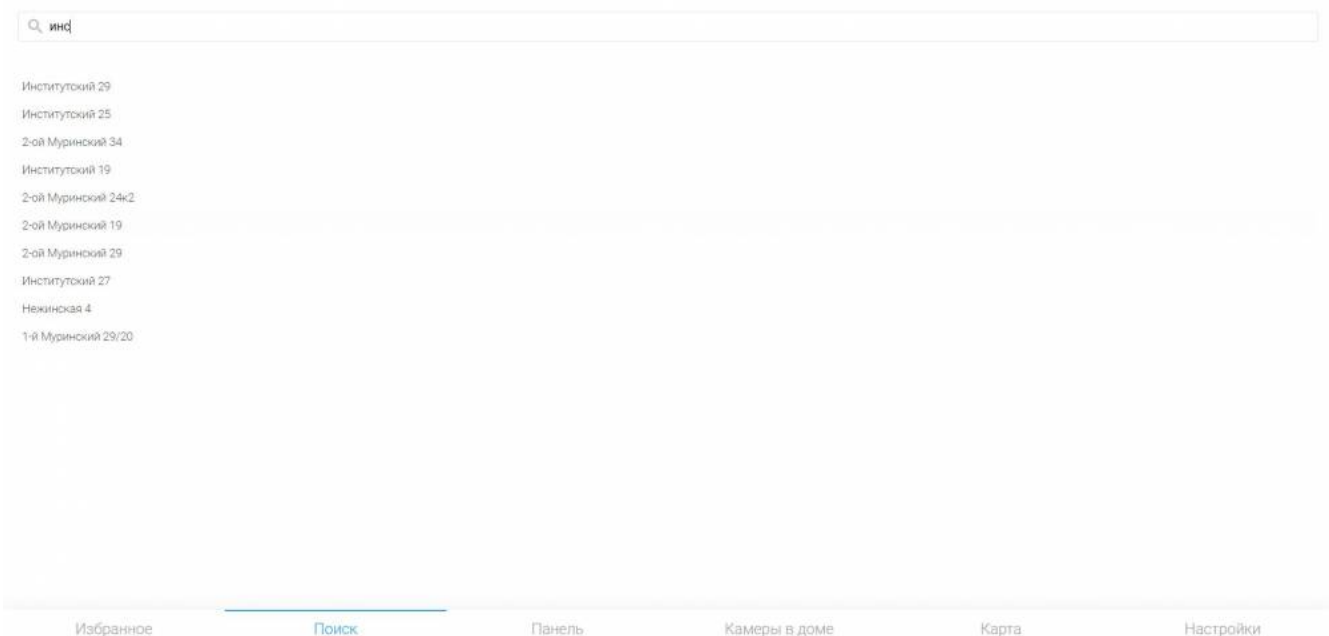 инс
Институтский 29
Институтский 25
2-ой Муринский 34
Институтский 19
2-ой Муринский 24к2
2-ой Муринский 19
2-ой Муринский 29
Институтский 27
Нежинская 4
1-й Муринский 29/20
Избранное Поиск Панель Камеры в доме Карта Настройки